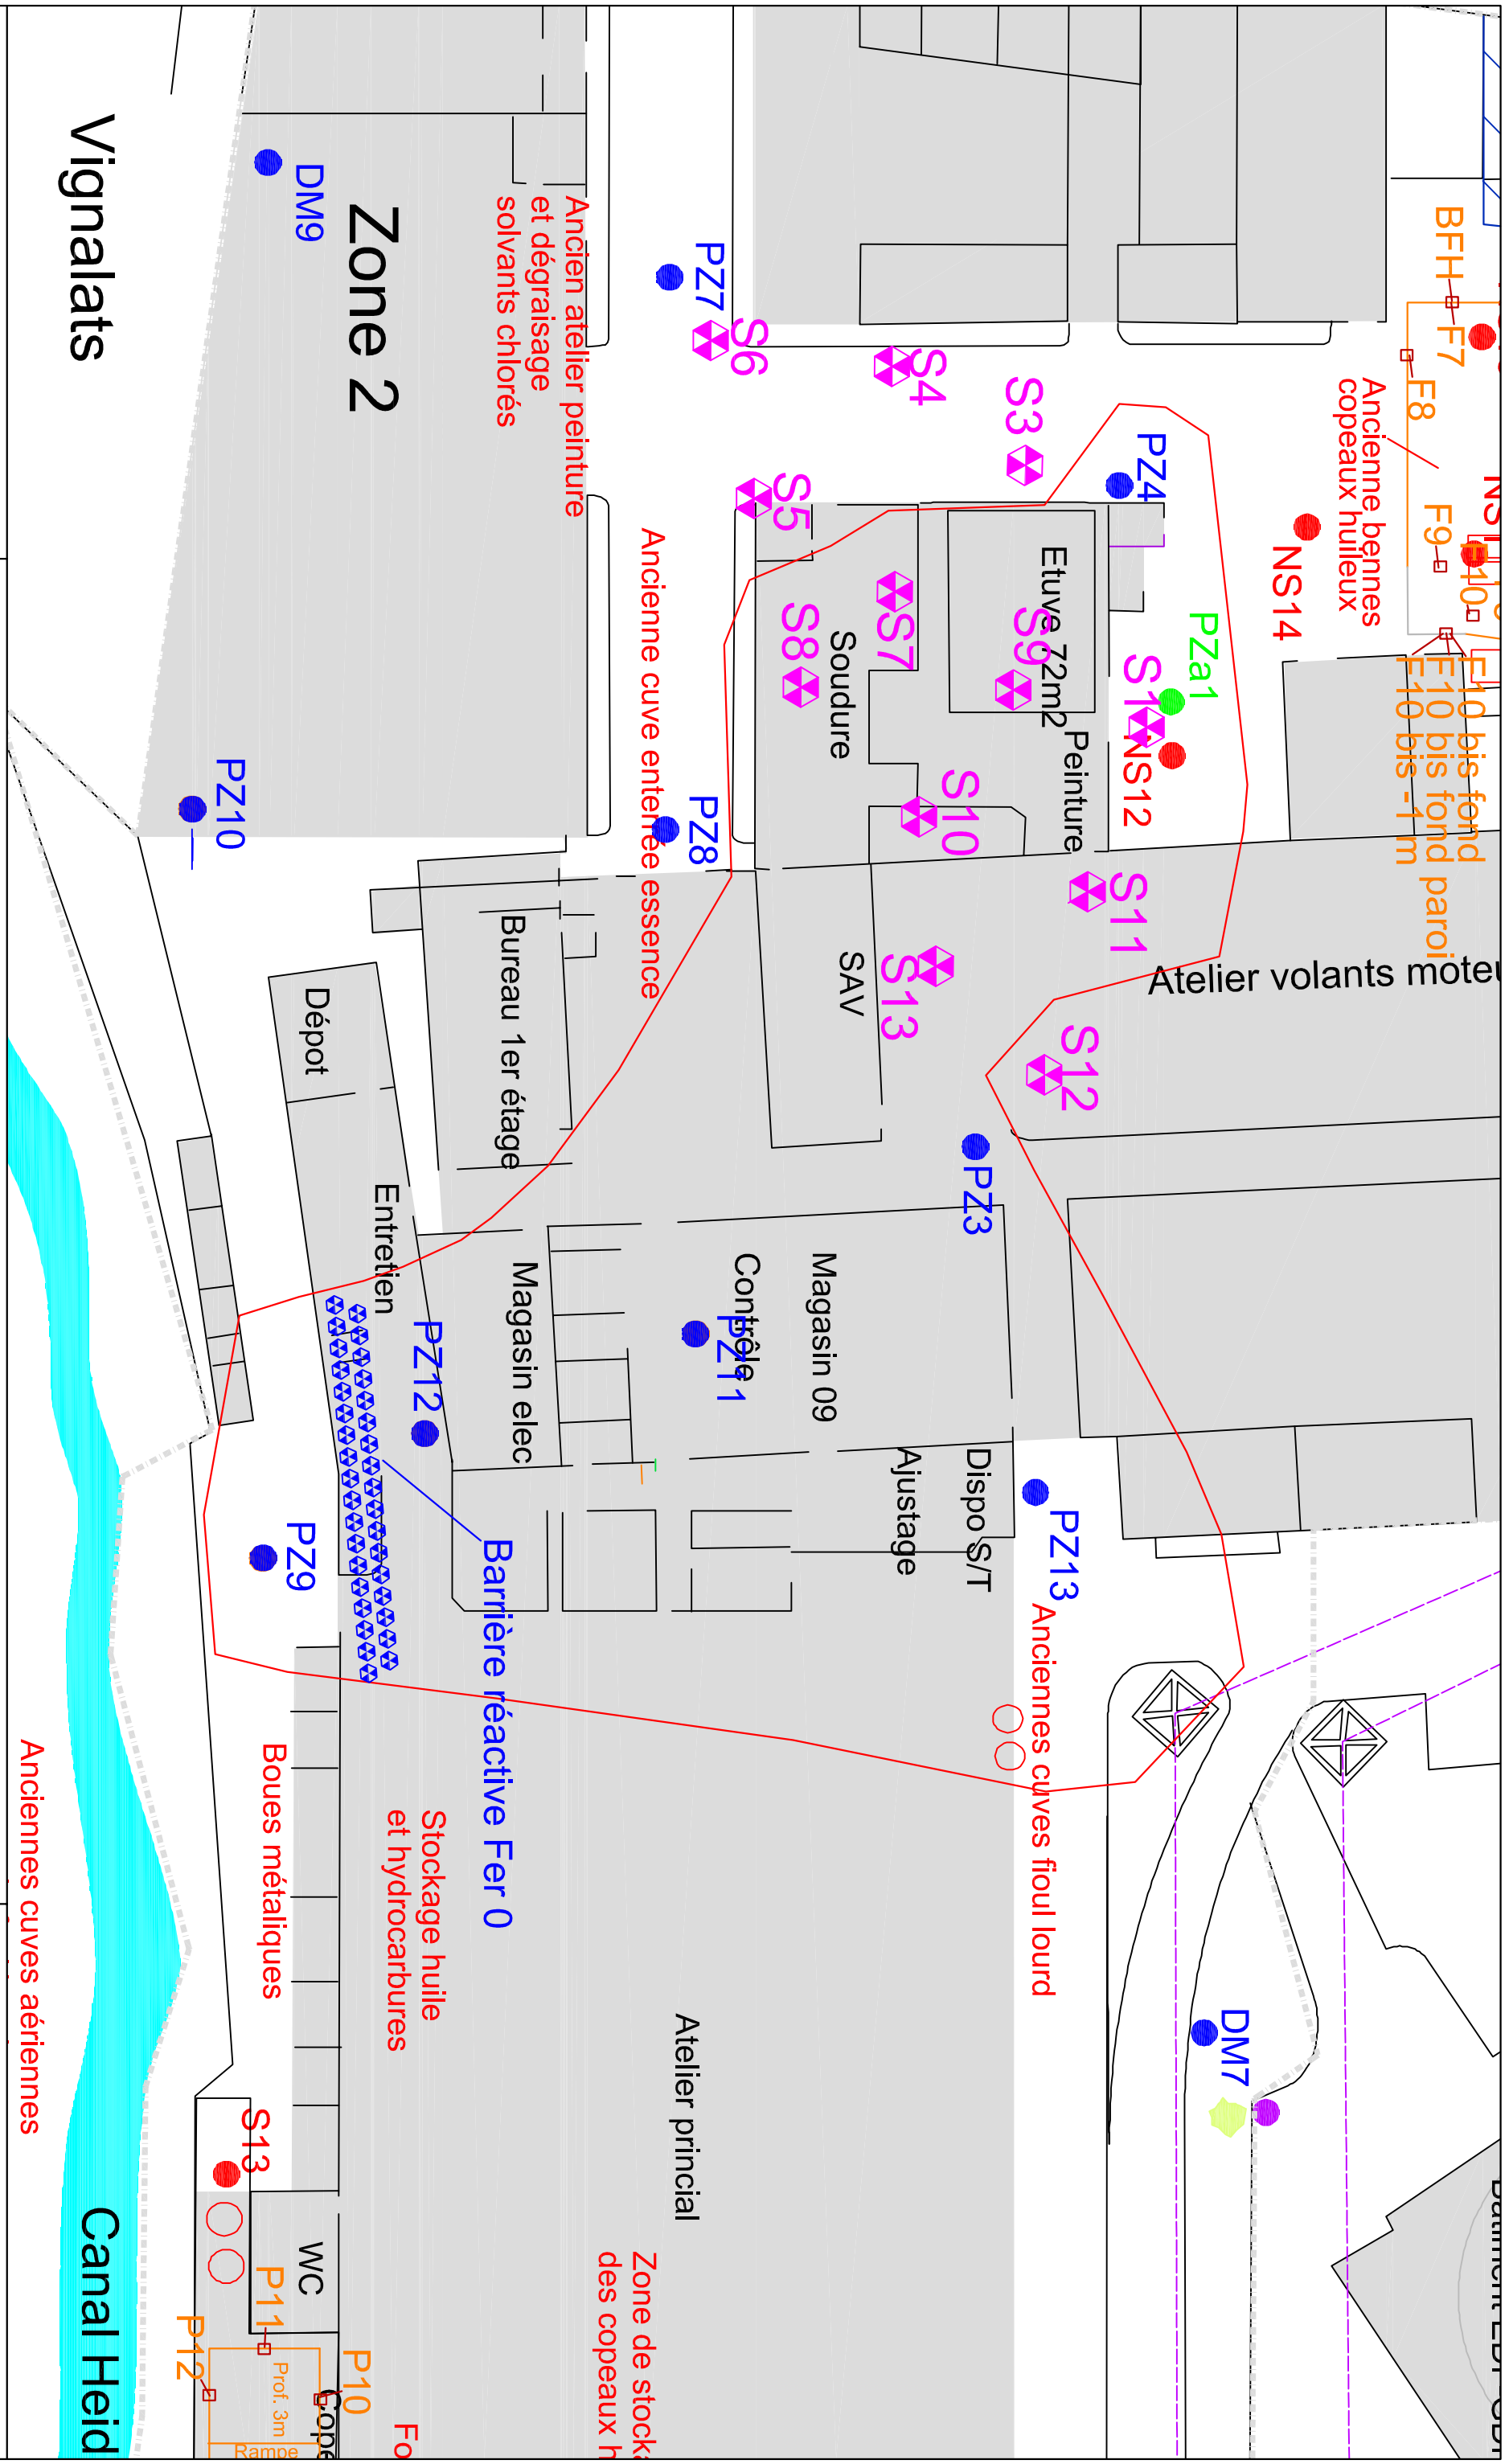 Vignalats
Zone 2
DM9
Ancien atelier peinture
et dégraisage
solvants chlorés
PZ7
S6
S4
S3
PZ4
S5
BFH
F7
F8
Ancienne bennes
copeaux huileux
F9
F10
NS14
F10 bis fond
F10 bis fond paroi
F10 bis -1 m
PZa1
S1
NS12
Etuve 72m2
S9
S7
S8
Soudure
Peinture
S10
S11
Ancienne cuve enterrée essence
PZ8
PZ10
SAV
S13
S12
Atelier volants moteu
Bureau 1er étage
Dépot
Entretien
PZ3
Magasin 09
Contrôle
PZ11
Magasin elec
PZ12
Dispo S/T
Ajustage
PZ13
PZ9
Barrière réactive Fer 0
Anciennes cuves fioul lourd
Boues métaliques
Stockage huile
et hydrocarbures
Anciennes cuves aériennes
Atelier princial
DM7
S13
WC
P11
P12
P10
Prof. 3m
Rampe
Cope
Fo
Zone de stocka
des copeaux h
Canal Heid